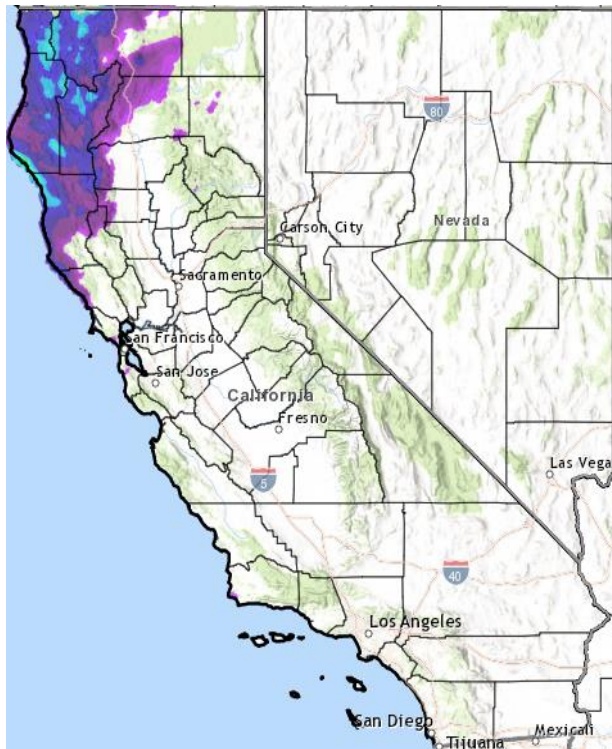 80
Nevada
Carson City
Sacramento
San Francisco
San Jose
California
Fresno
Las Vega
5
40
Los Angeles
San Diego
Tijuana
Mexicali